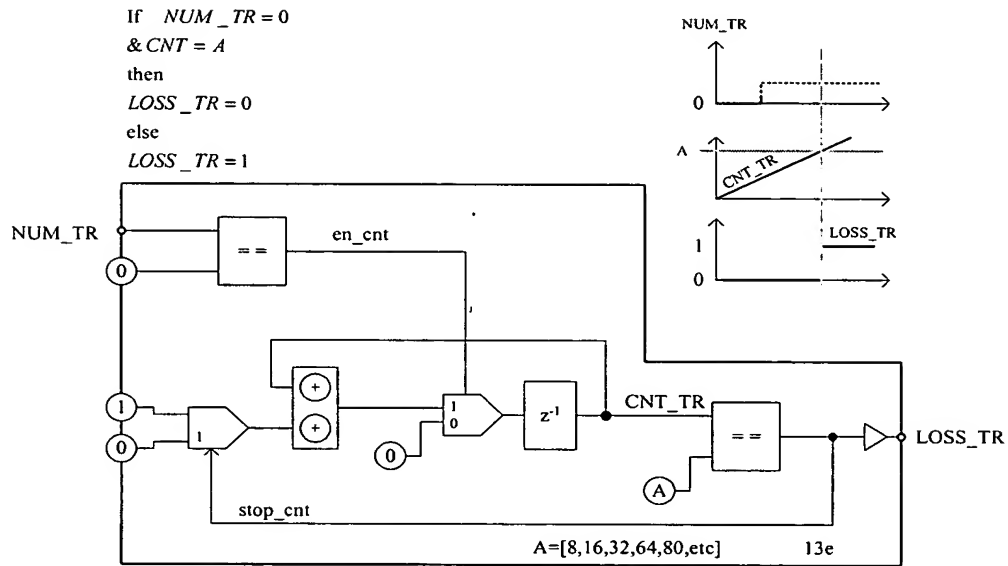 If NUM_TR = 0
& CNT = A
then
LOSS_TR = 0
else
LOSS_TR = 1
NUM_TR
0
A
CNT_TR
LOSS_TR
1
0
NUM_TR
0
==
en_cnt
1
0
1
+
+
1
0
0
z-1
CNT_TR
A
==
LOSS_TR
stop_cnt
A=[8,16,32,64,80,etc]
13e